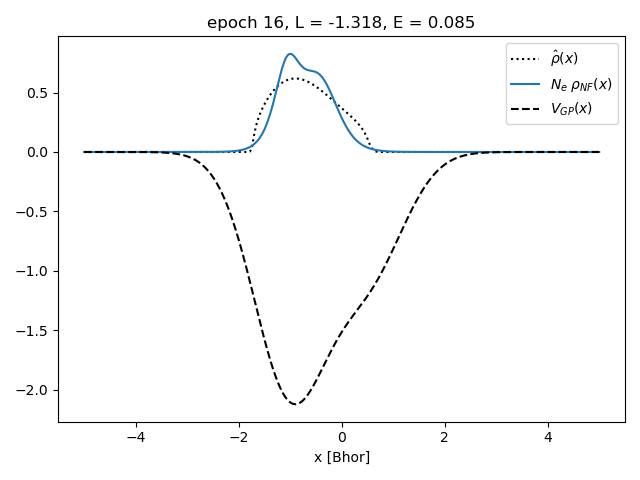 epoch 16, L = -1.318, E = 0.085
ρ̂(x)
N_e ρ_NF(x)
V_GP(x)
0.5
0.0
−0.5
−1.0
−1.5
−2.0
−4 −2 0 2 4
x [Bhor]